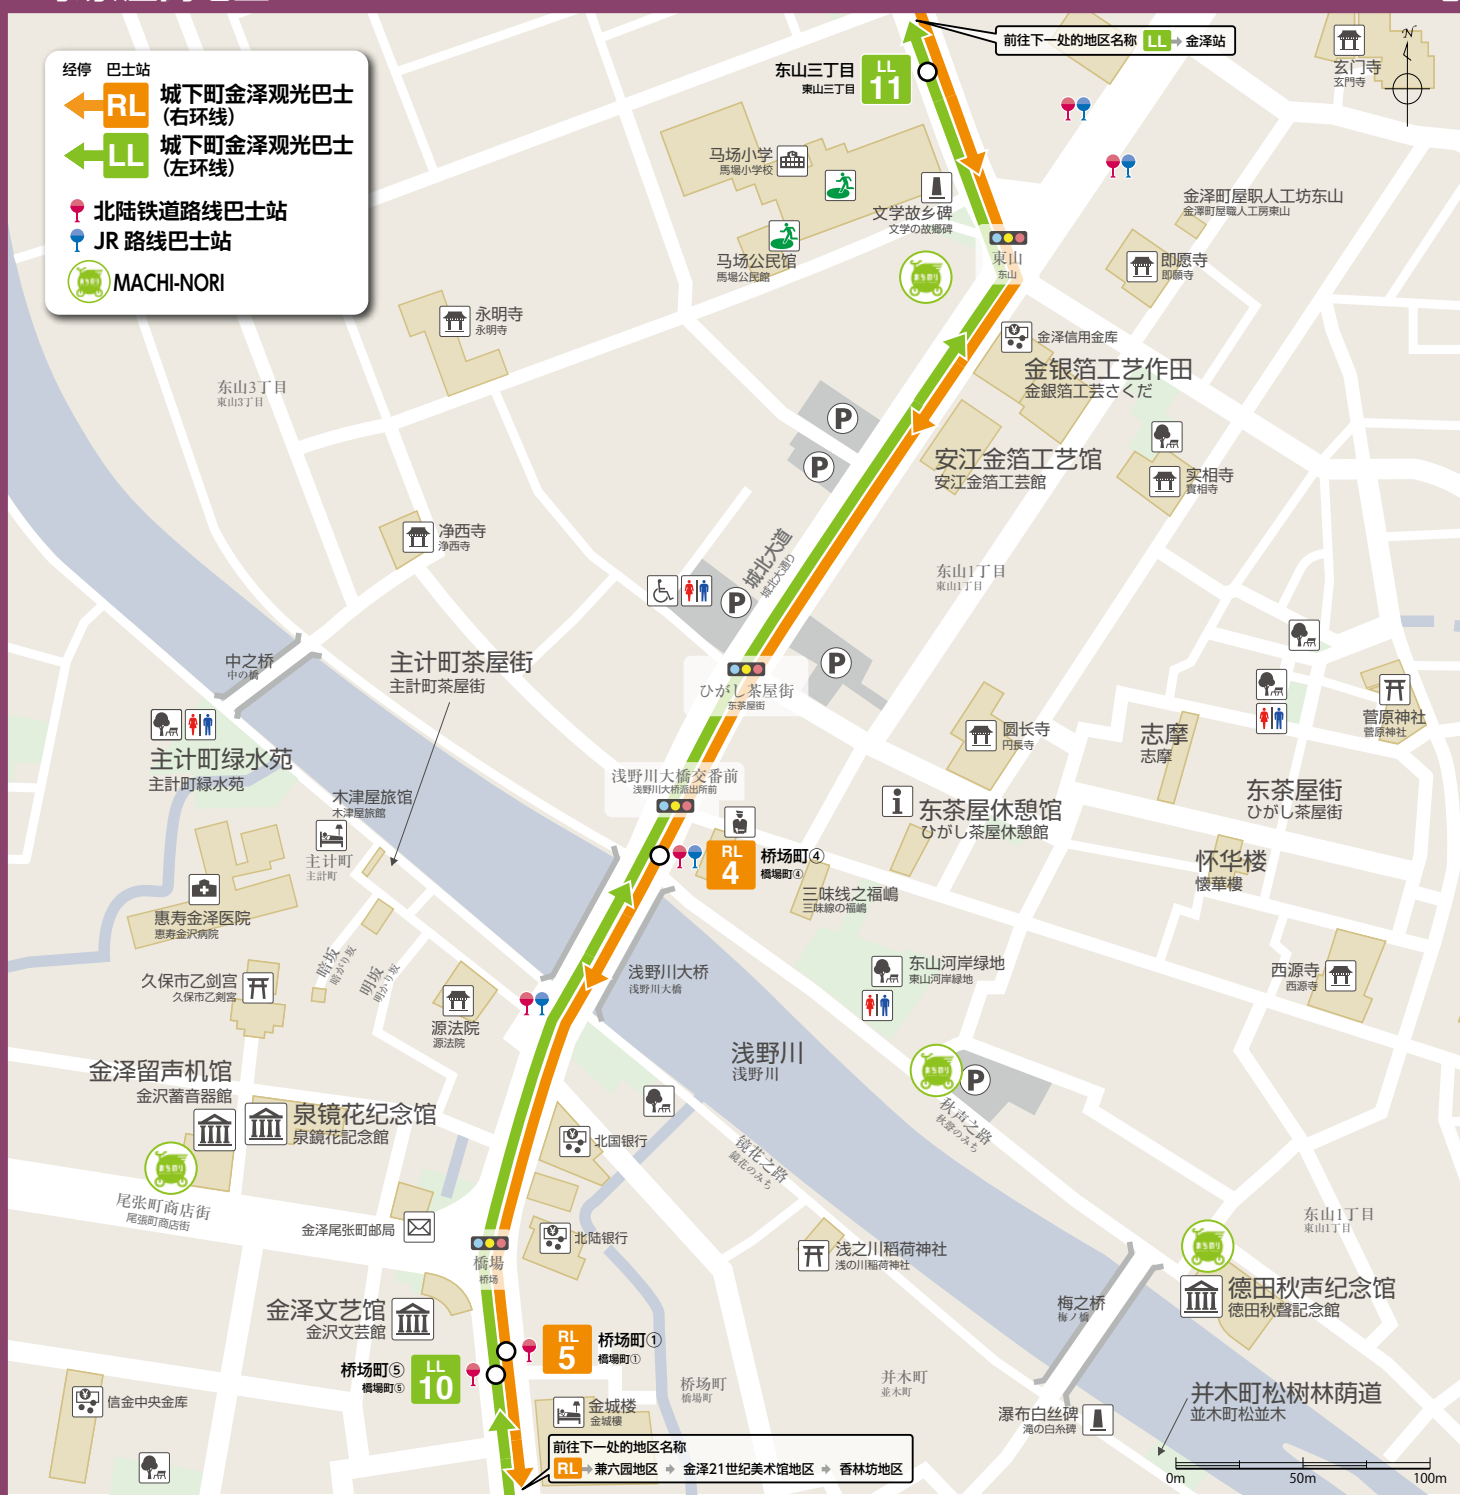 经停 巴士站
RL 城下町金泽观光巴士
(右环线)
LL 城下町金泽观光巴士
(左环线)
北陆铁道路线巴士站
JR 路线巴士站
MACHI-NORI
前往下一处的地区名称 LL 金泽站
N
玄门寺
玄門寺
东山三丁目
東山三丁目
LL
11
马场小学
馬場小学校
文学故乡碑
文学の故郷碑
金泽町屋职人工坊东山
金澤町屋職人工房東山
马场公民馆
馬場公民館
東山
东山
即愿寺
即願寺
永明寺
永明寺
金泽信用金库
金银箔工艺作田
金銀箔工芸さくだ
东山3丁目
東山3丁目
P
P
安江金箔工艺馆
安江金箔工芸館
实相寺
實相寺
净西寺
浄西寺
城北大道
城北大通り
东山1丁目
東山1丁目
P
P
中之桥
中の橋
主计町茶屋街
主計町茶屋街
ひがし茶屋街
东茶屋街
主计町绿水苑
主計町緑水苑
圆长寺
円長寺
志摩
志摩
菅原神社
菅原神社
浅野川大橋交番前
浅野川大桥派出所前
木津屋旅馆
木津屋旅館
主计町
主計町
东茶屋休憩馆
ひがし茶屋休憩館
东茶屋街
ひがし茶屋街
RL
4
桥场町④
橋場町④
怀华楼
懐華樓
三味线之福嶋
三味線の福嶋
惠寿金泽医院
恵寿金沢病院
暗坂
暗がり坂
明坂
明かり坂
久保市乙剑宫
久保市乙剣宮
浅野川大桥
浅野川大橋
东山河岸绿地
東山河岸緑地
西源寺
西源寺
源法院
源法院
浅野川
浅野川
金泽留声机馆
金沢蓄音器館
泉镜花纪念馆
泉鏡花記念館
P
秋声之路
秋聲のみち
北国银行
镜花之路
鏡花のみち
尾张町商店街
尾張町商店街
金泽尾张町邮局
北陆银行
橋場
桥场
浅之川稻荷神社
浅の川稲荷神社
东山1丁目
東山1丁目
德田秋声纪念馆
徳田秋聲記念館
金泽文艺馆
金沢文芸館
梅之桥
梅ノ橋
RL
5
桥场町①
橋場町①
桥场町⑤
橋場町⑤
LL
10
桥场町
橋場町
并木町
並木町
信金中央金库
金城楼
金城樓
瀑布白丝碑
滝の白糸碑
并木町松树林荫道
並木町松並木
前往下一处的地区名称
RL 兼六园地区 金泽21世纪美术馆地区 香林坊地区
0m 50m 100m